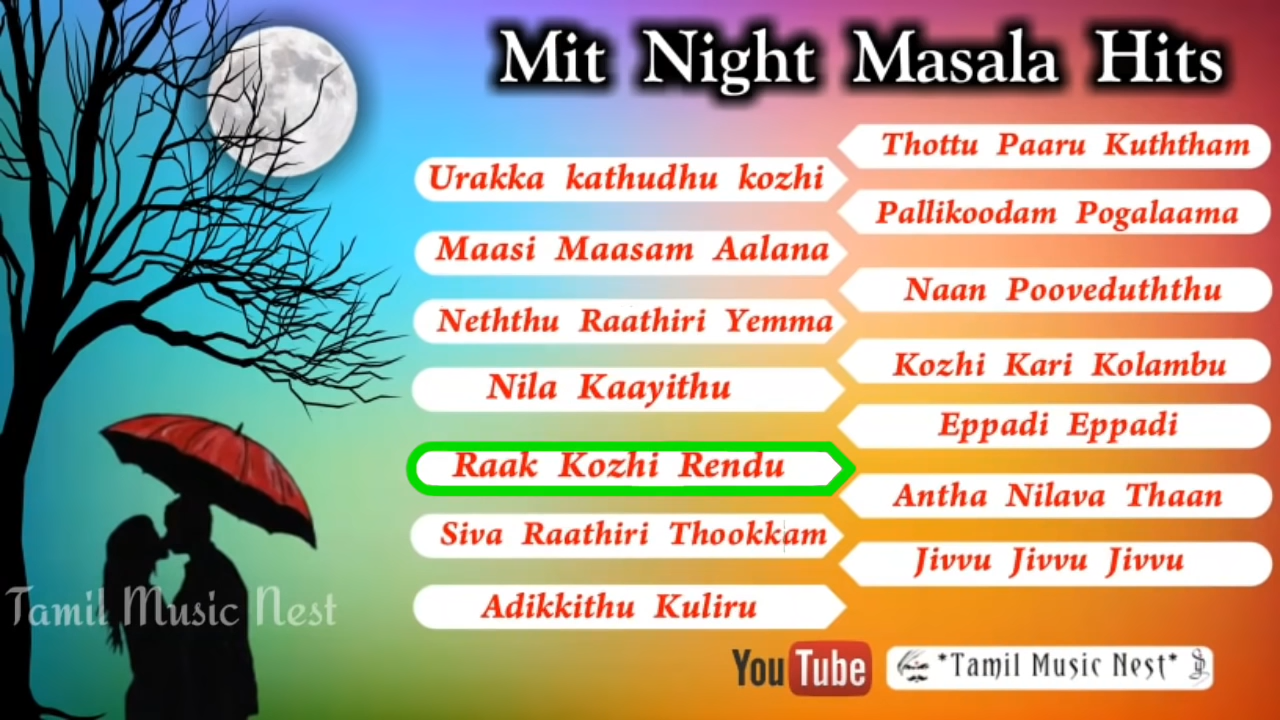 Mit Night Masala Hits
Urakka kathudhu kozhi
Maasi Maasam Aalana
Neththu Raathiri Yemma
Nila Kaayithu
Raak Kozhi Rendu
Siva Raathiri Thookkam
Adikkithu Kuliru
Thottu Paaru Kuththam
Pallikoodam Pogalaama
Naan Pooveduththu
Kozhi Kari Kolambu
Eppadi Eppadi
Antha Nilava Thaan
Jivvu Jivvu Jivvu
Tamil Music Nest
YouTube
*Tamil Music Nest*